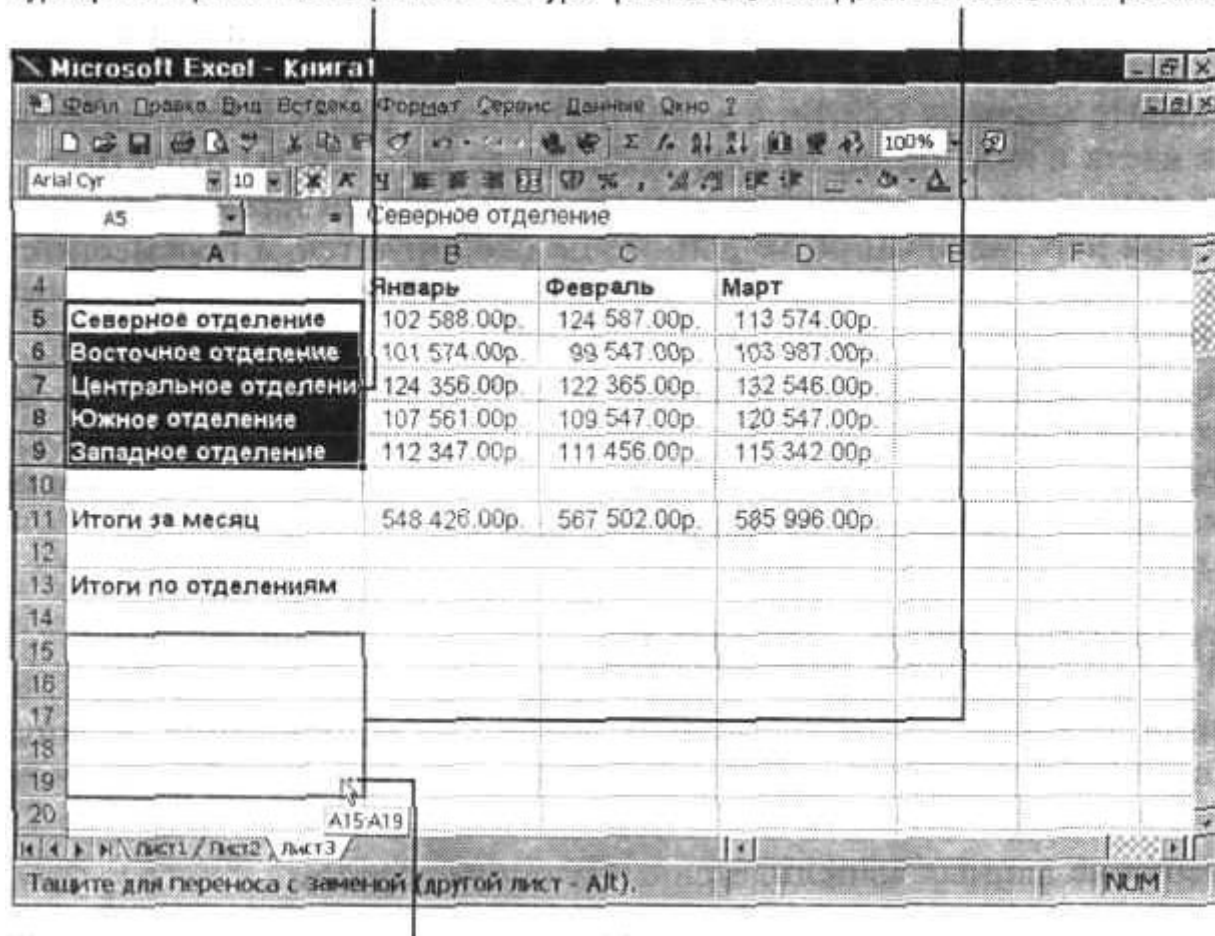 Microsoft Excel - Книга1
Файл Правка Вид Вставка Формат Сервис Данные Окно ?
100%
Arial Cyr 10 Ж К Ч % ,
A5 = Северное отделение
A B C D E F
4 Январь Февраль Март
5 Северное отделение 102 588.00р. 124 587.00р. 113 574.00р.
6 Восточное отделение 101 574.00р. 99 547.00р. 103 987.00р.
7 Центральное отделени 124 356.00р. 122 365.00р. 132 546.00р.
8 Южное отделение 107 561.00р. 109 547.00р. 120 547.00р.
9 Западное отделение 112 347.00р. 111 456.00р. 115 342.00р.
10
11 Итоги за месяц 548 426.00р. 567 502.00р. 585 996.00р.
12
13 Итоги по отделениям
14
15
16
17
18
19
20
A15:A19
Лист1 / Лист2 \ Лист3 /
Тащите для переноса с заменой (другой лист - Alt).
NUM